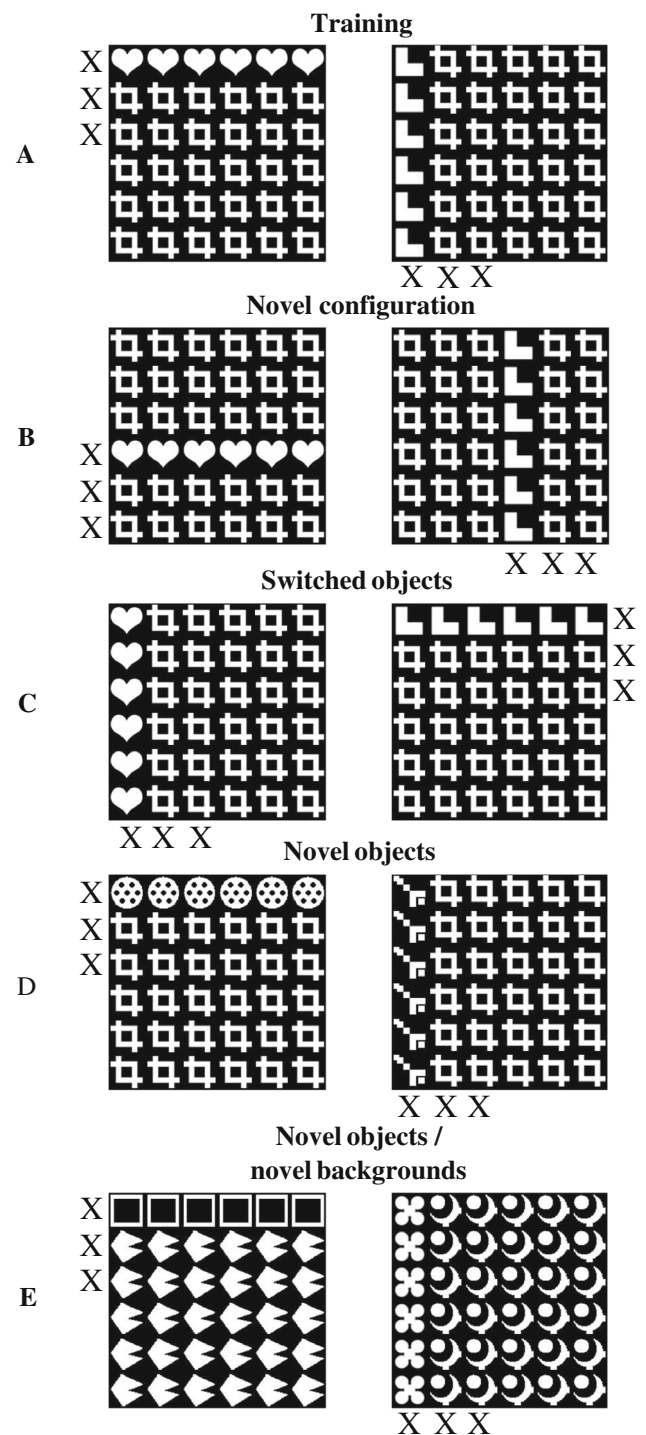 Training
X
X
X
A
X X X
Novel configuration
B
X
X
X
X X X
Switched objects
X
X
X
C
X X X
Novel objects
X
X
X
D
X X X
Novel objects /
novel backgrounds
X
X
X
E
X X X